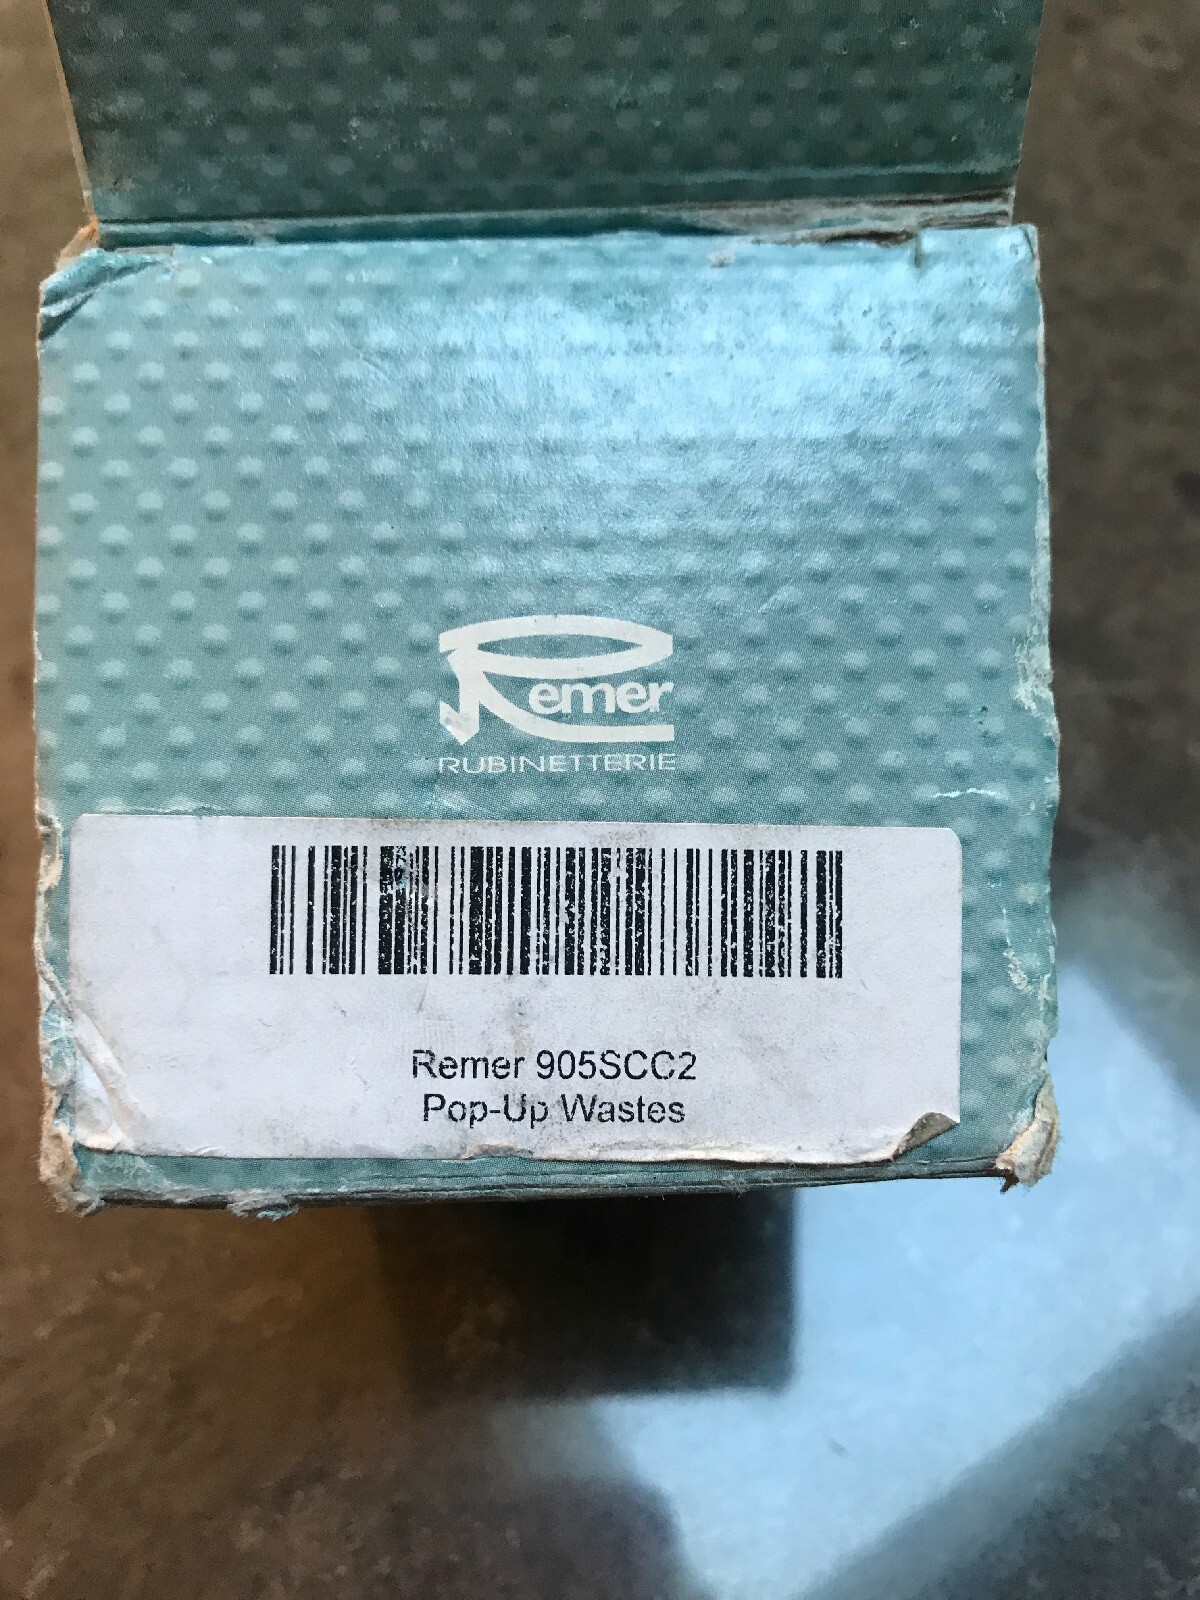 Remer
RUBINETTERIE
Remer 905SCC2
Pop-Up Wastes